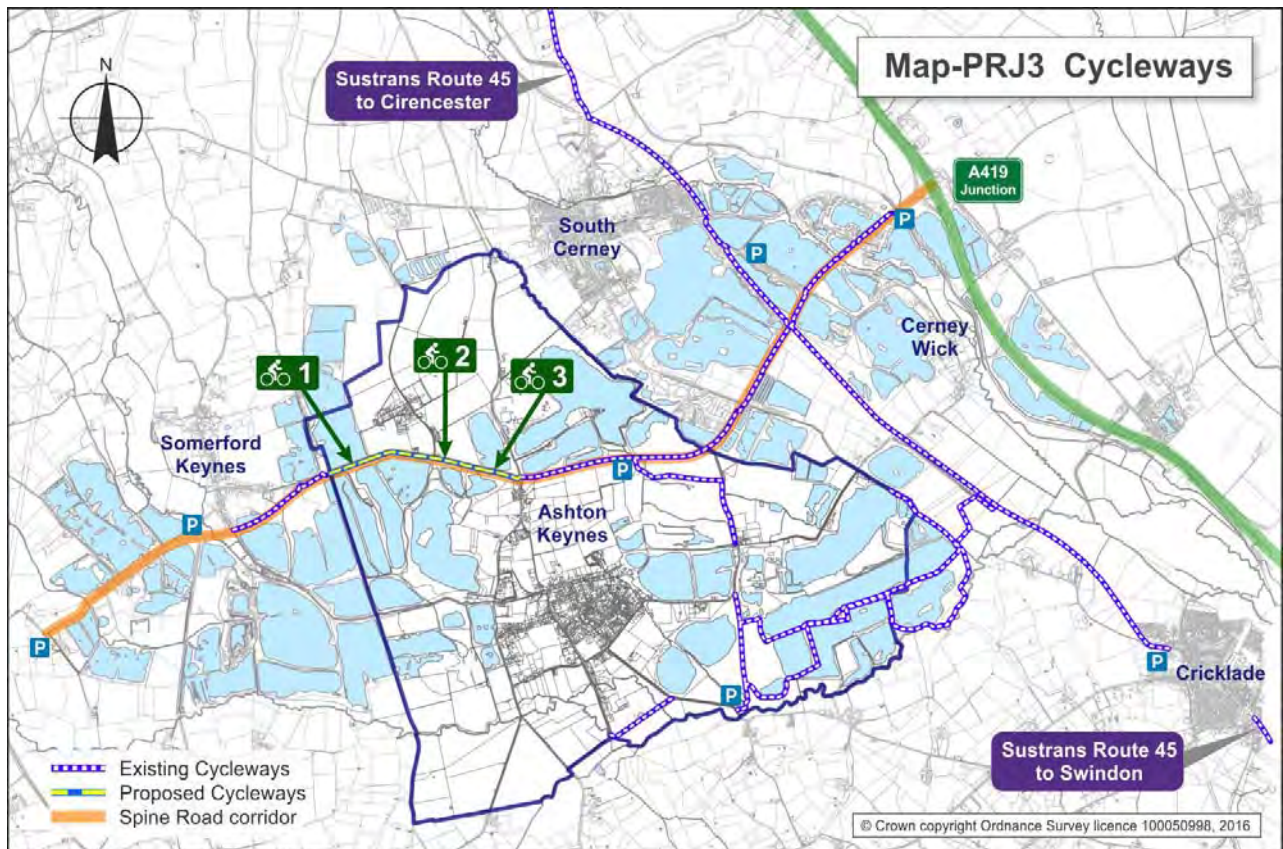 Map-PRJ3 Cycleways
Sustrans Route 45
to Cirencester
N
A419
Junction
P
South
Cerney
P
Cerney
Wick
1
2
3
Somerford
Keynes
P
P
Ashton
Keynes
P
P
P
Cricklade
Sustrans Route 45
to Swindon
Existing Cycleways
Proposed Cycleways
Spine Road corridor
© Crown copyright Ordnance Survey licence 100050998, 2016